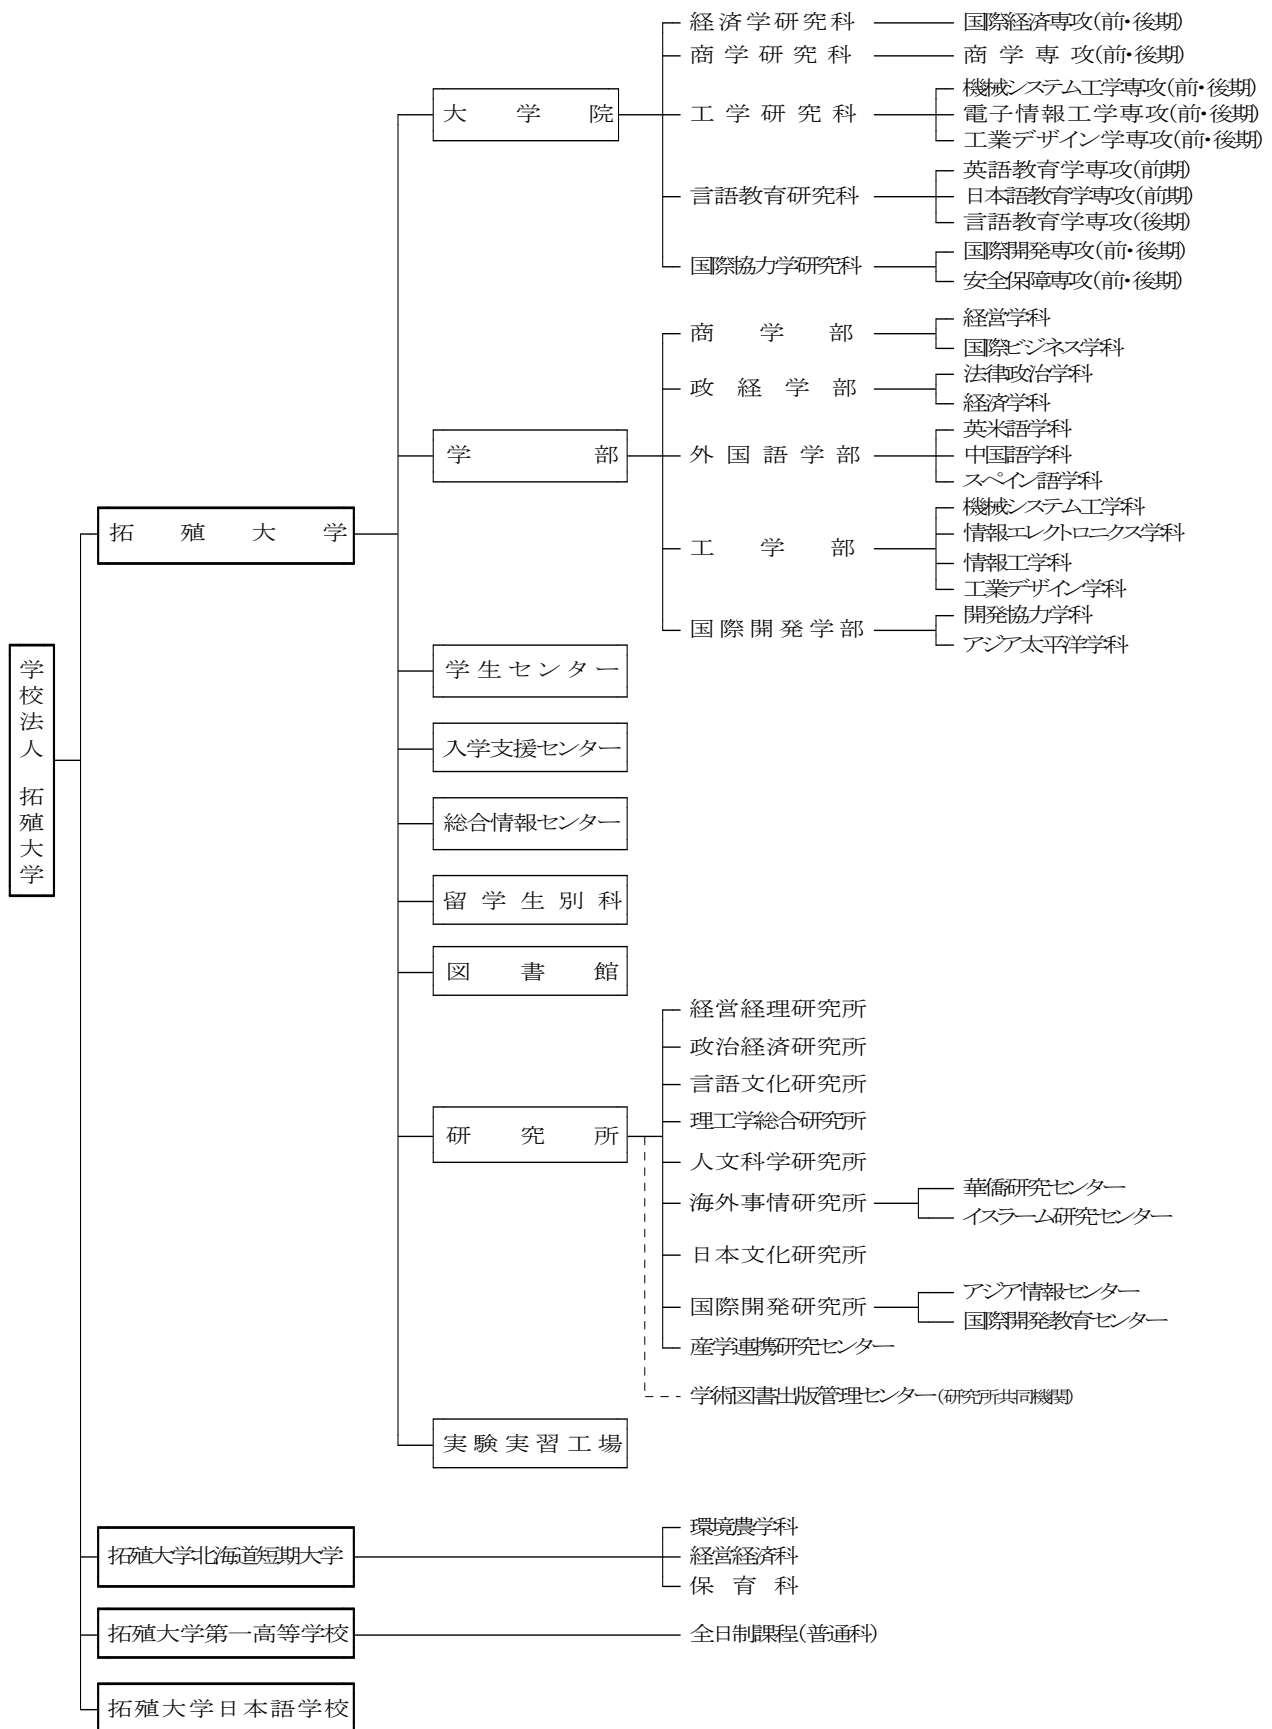 経済学研究科 国際経済専攻(前・後期)
商学研究科 商学専攻(前・後期)
機械システム工学専攻(前・後期)
大学院 工学研究科 電子情報工学専攻(前・後期)
工業デザイン学専攻(前・後期)
英語教育学専攻(前期)
言語教育研究科 日本語教育学専攻(前期)
言語教育学専攻(後期)
国際開発専攻(前・後期)
国際協力学研究科
安全保障専攻(前・後期)
経営学科
商学部
国際ビジネス学科
法律政治学科
政経学部
経済学科
英米語学科
学部 外国語学部 中国語学科
スペイン語学科
機械システム工学科
拓殖大学 情報エレクトロニクス学科
工学部
情報工学科
工業デザイン学科
開発協力学科
国際開発学部
アジア太平洋学科
学校法人 拓殖大学
学生センター
入学支援センター
総合情報センター
留学生別科
図書館
経営経理研究所
政治経済研究所
言語文化研究所
理工学総合研究所
研究所
人文科学研究所
華僑研究センター
海外事情研究所
イスラーム研究センター
日本文化研究所
アジア情報センター
国際開発研究所
国際開発教育センター
産学連携研究センター
学術図書出版管理センター(研究所共同機関)
実験実習工場
環境農学科
拓殖大学北海道短期大学 経営経済科
保育科
拓殖大学第一高等学校 全日制課程(普通科)
拓殖大学日本語学校